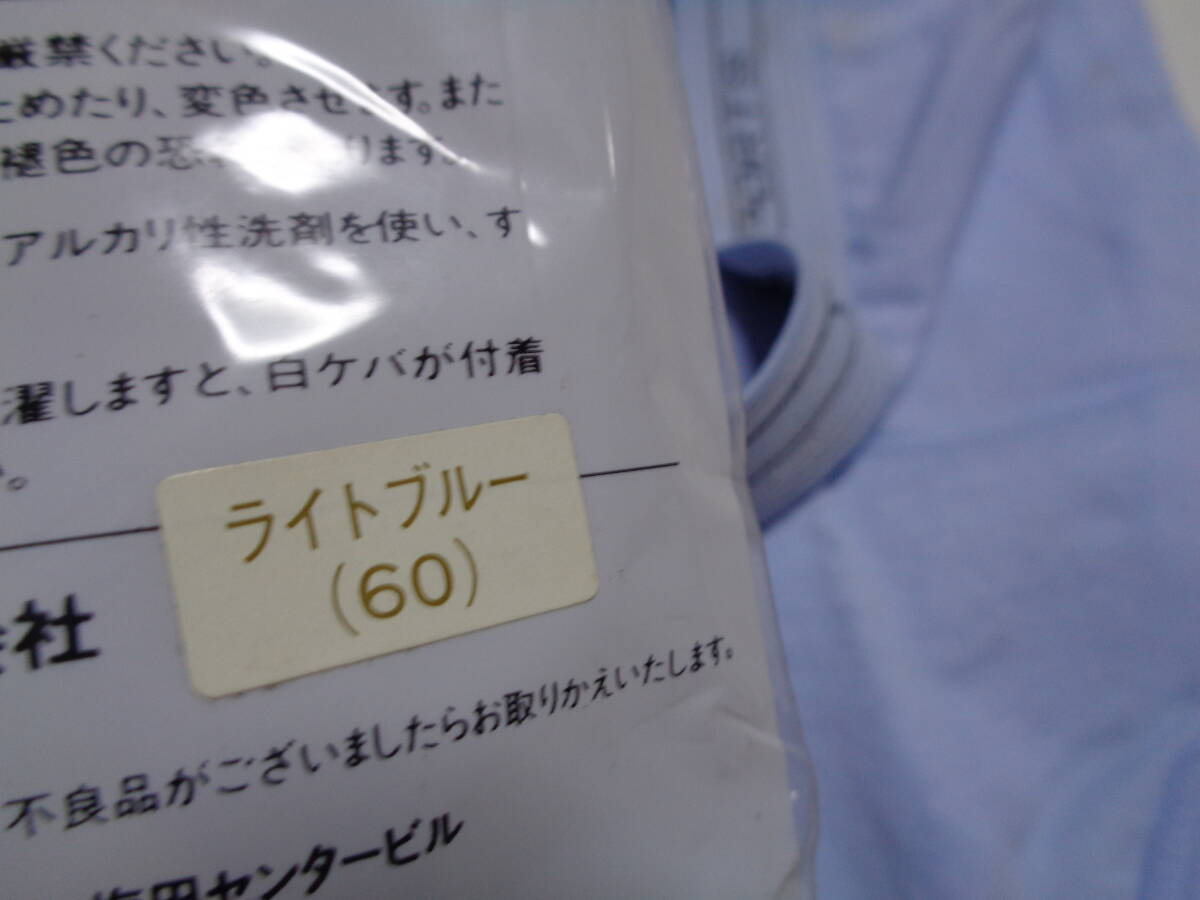 厳禁ください。
とめたり、変色させます。また
褪色の恐れがあります。
アルカリ性洗剤を使い、す
濯しますと、白ケバが付着
い。
ライトブルー
(60)
会社
不良品がございましたらお取りかえいたします。
梅田センタービル